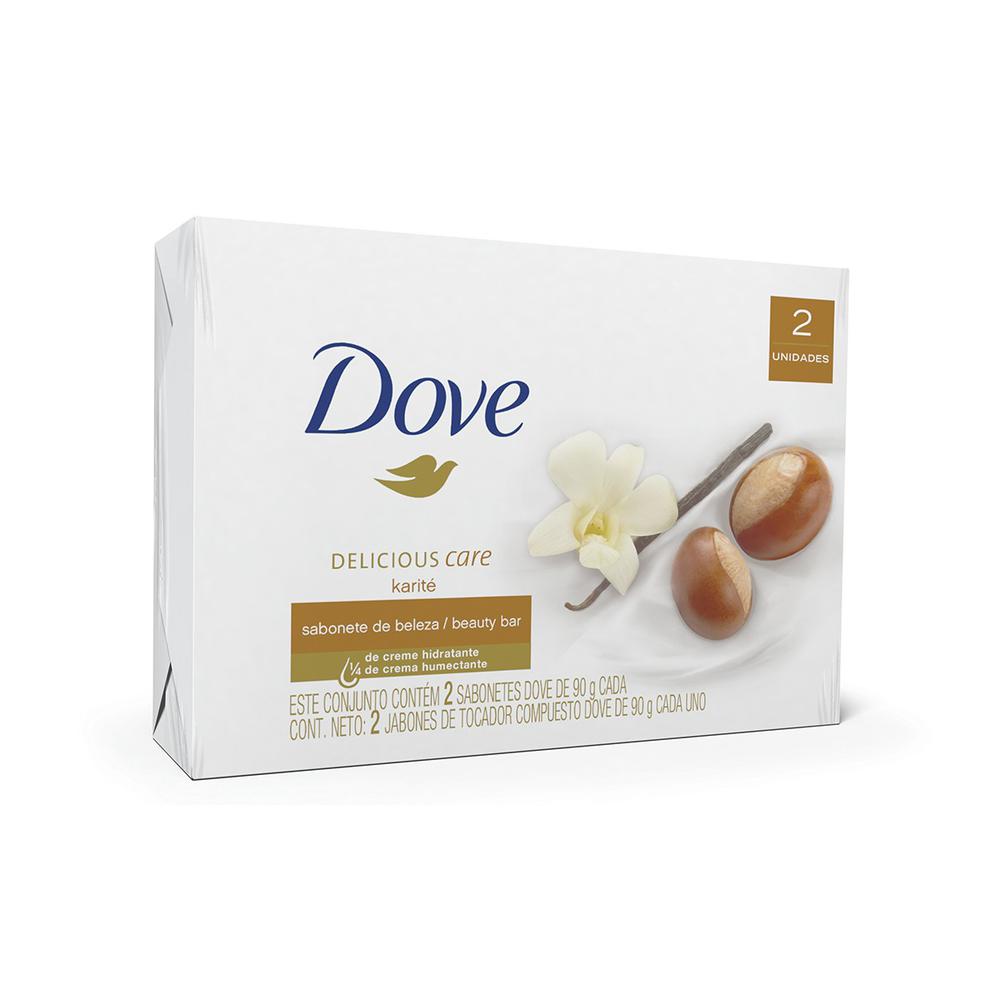 2
UNIDADES
Dove
DELICIOUS care
karité
sabonete de beleza / beauty bar
1/4 de creme hidratante
de crema humectante
ESTE CONJUNTO CONTÉM 2 SABONETES DOVE DE 90 g CADA
CONT. NETO: 2 JABONES DE TOCADOR COMPUESTO DOVE DE 90 g CADA UNO